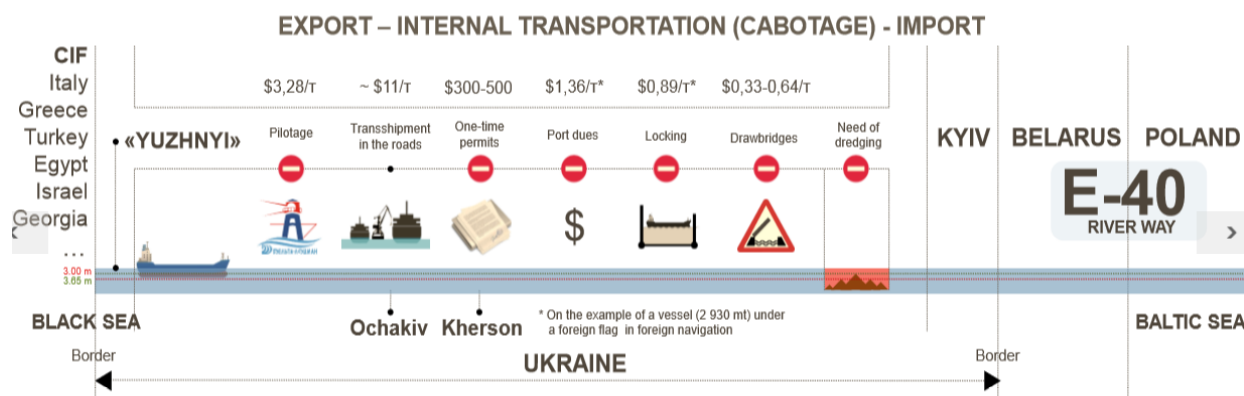 EXPORT – INTERNAL TRANSPORTATION (CABOTAGE) - IMPORT
CIF
Italy
Greece
Turkey
Egypt
Israel
Georgia
...
«YUZHNYI»
$3,28/т
~ $11/т
$300-500
$1,36/т*
$0,89/т*
$0,33-0,64/т
Pilotage
Transshipment
in the roads
One-time
permits
Port dues
Locking
Drawbridges
Need of
dredging
KYIV
BELARUS
POLAND
E-40
RIVER WAY
$
3.00 m
3.65 m
BLACK SEA
Ochakiv
Kherson
* On the example of a vessel (2 930 mt) under
a foreign flag in foreign navigation
BALTIC SEA
Border
UKRAINE
Border